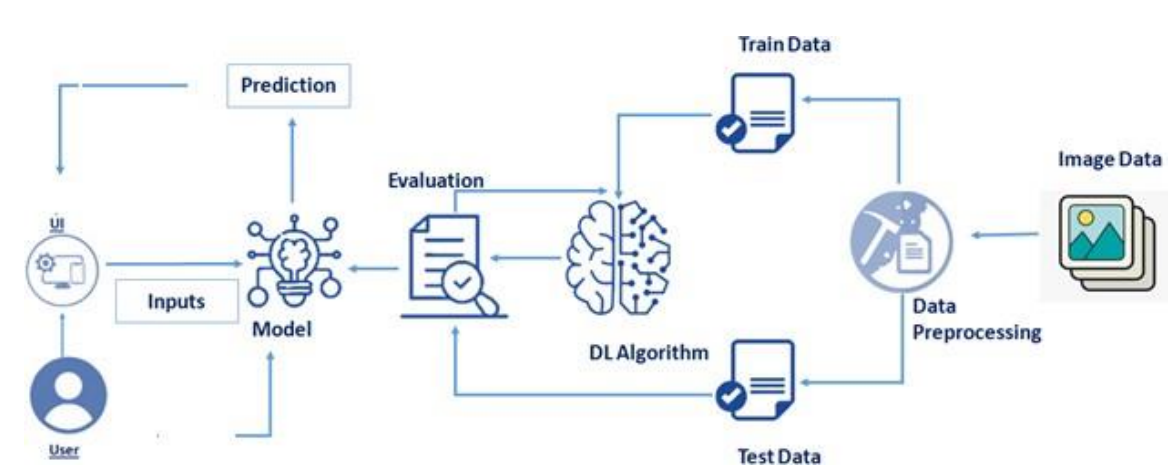 Train Data
Prediction
Image Data
Evaluation
UI
Inputs
Model
Data
Preprocessing
DL Algorithm
User
Test Data